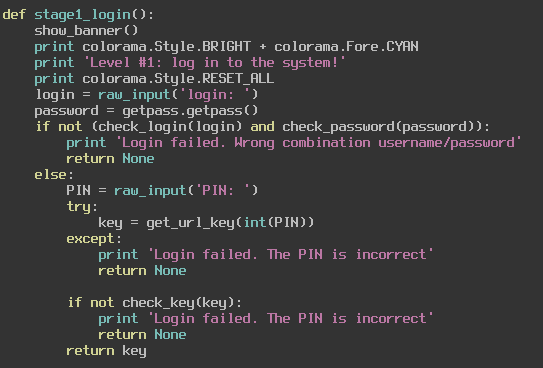 def stage1_login():
    show_banner()
    print colorama.Style.BRIGHT + colorama.Fore.CYAN
    print 'Level #1: log in to the system!'
    print colorama.Style.RESET_ALL
    login = raw_input('login: ')
    password = getpass.getpass()
    if not (check_login(login) and check_password(password)):
        print 'Login failed. Wrong combination username/password'
        return None
    else:
        PIN = raw_input('PIN: ')
        try:
            key = get_url_key(int(PIN))
        except:
            print 'Login failed. The PIN is incorrect'
            return None

        if not check_key(key):
            print 'Login failed. The PIN is incorrect'
            return None
        return key